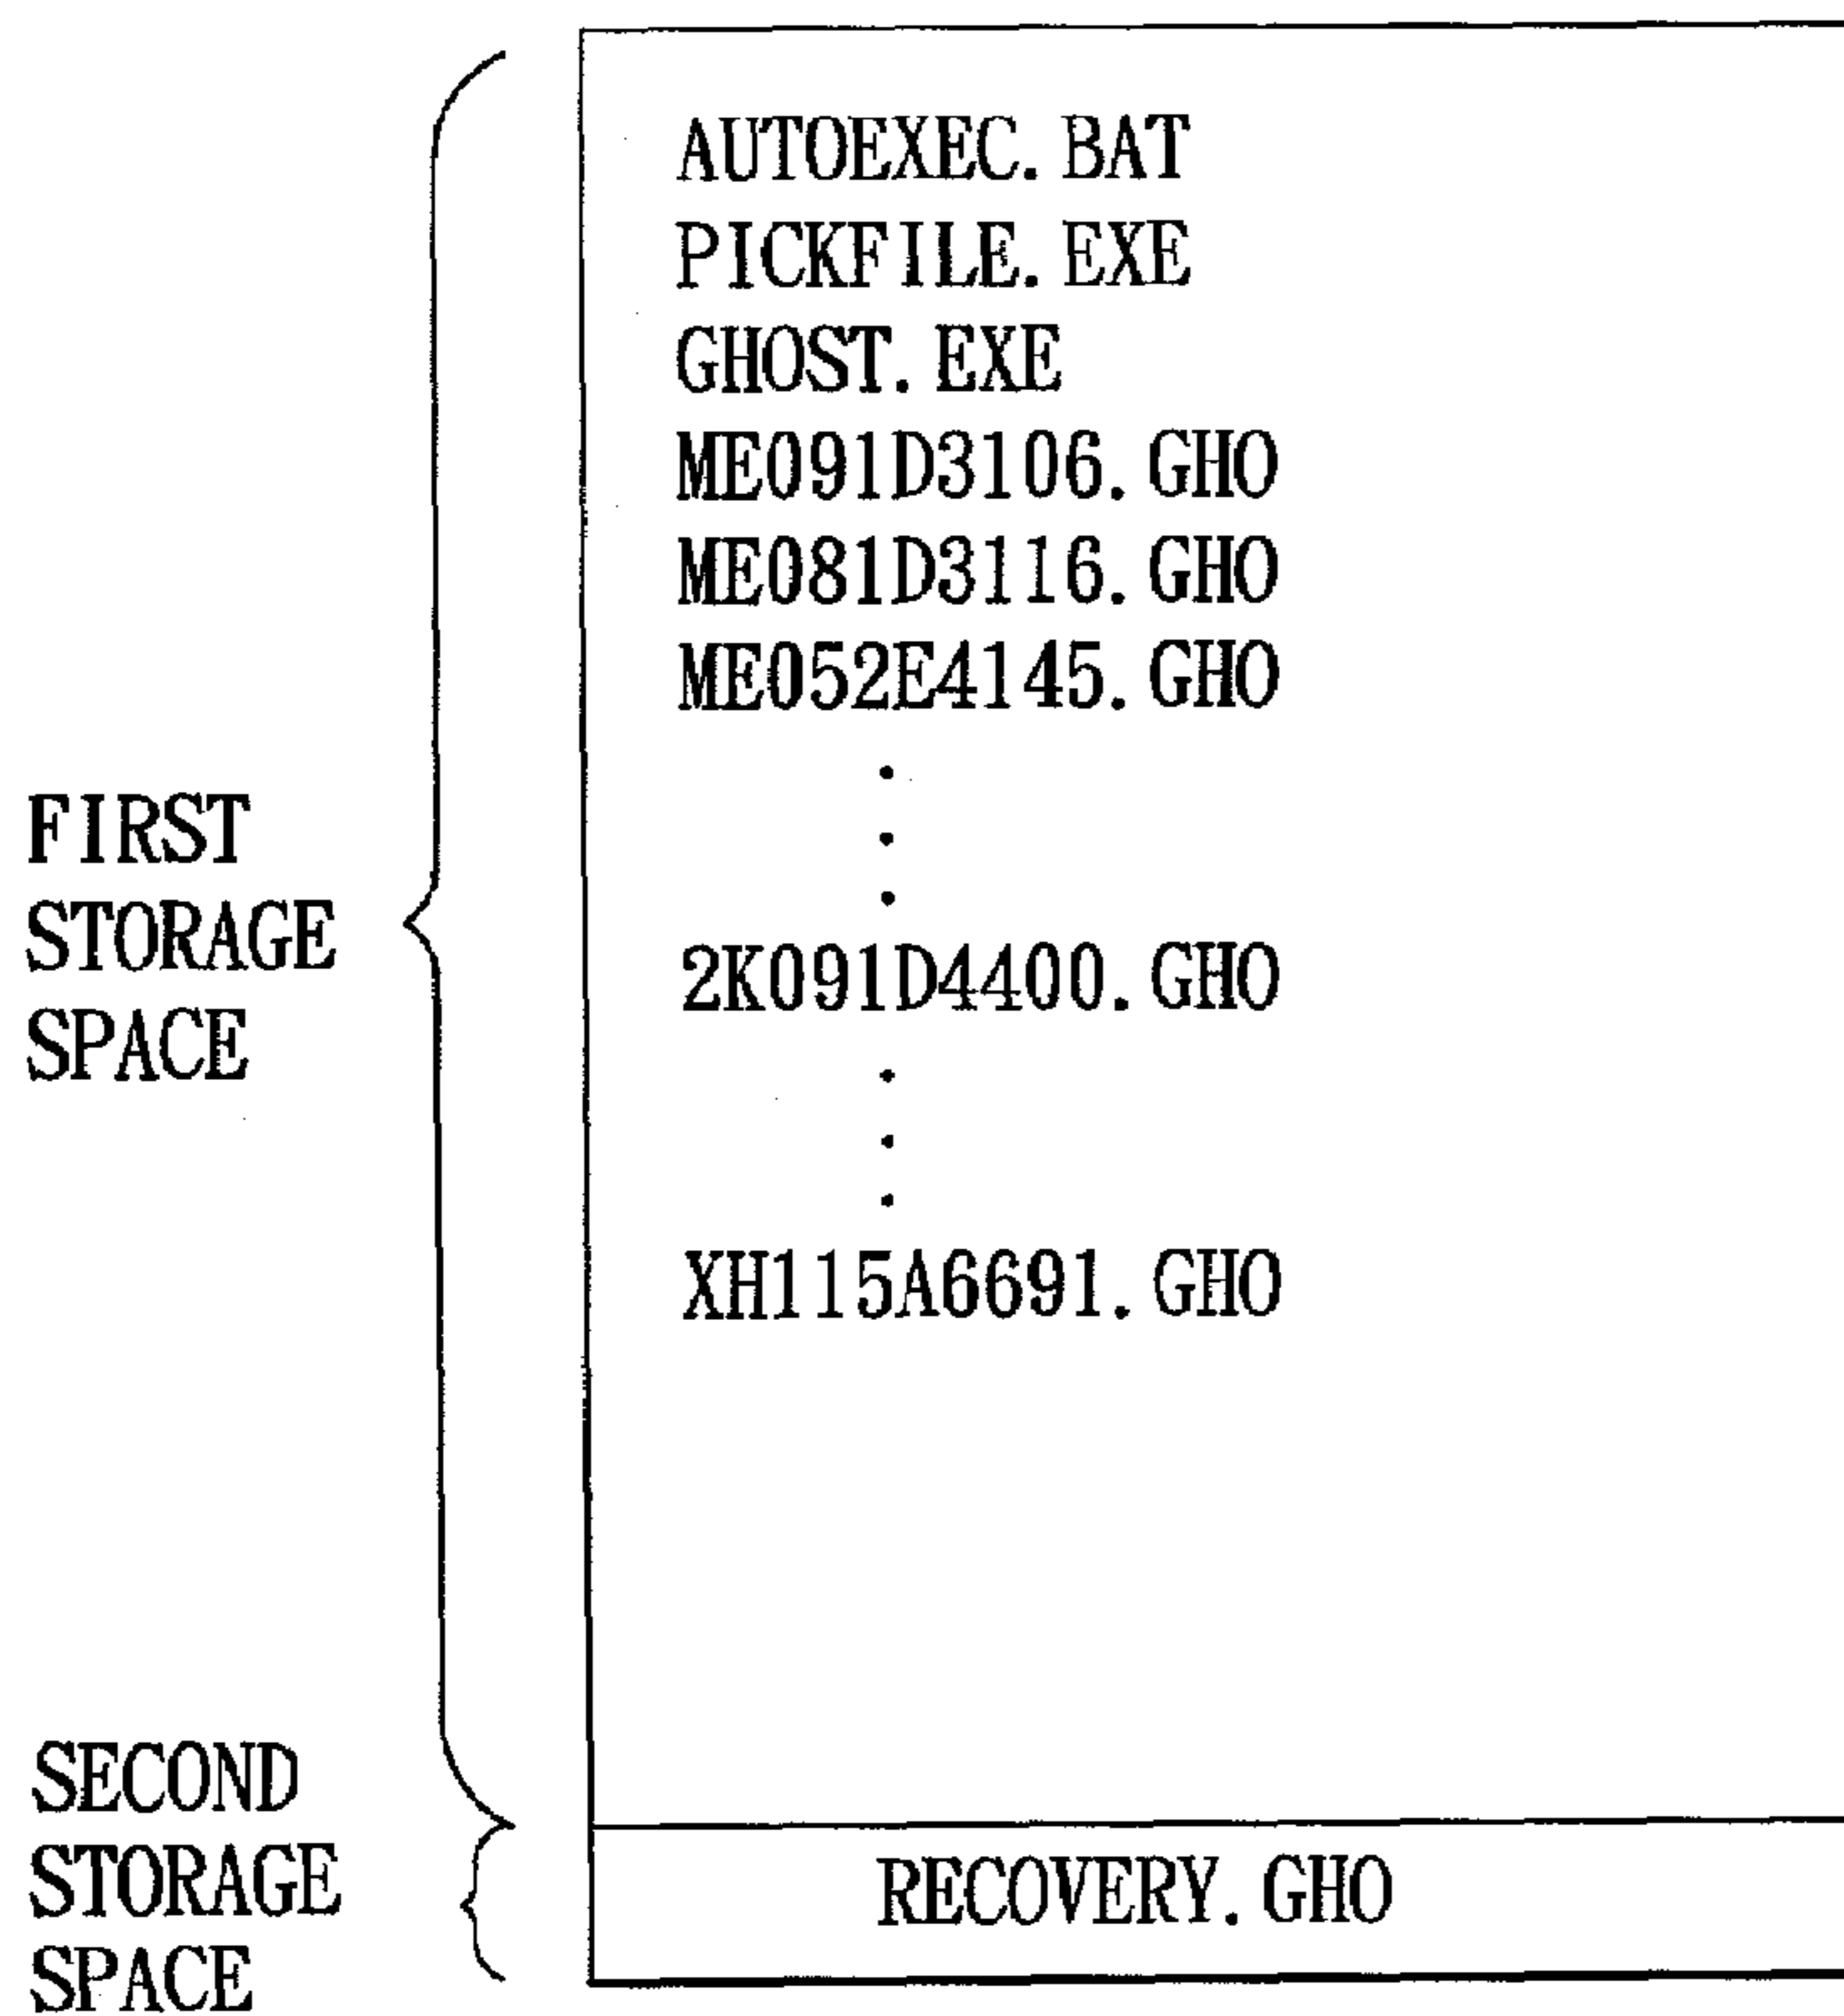 AUTOEXEC.BAT
PICKFILE.EXE
GHOST.EXE
ME091D3106.GHO
ME081D3116.GHO
ME052E4145.GHO
.
.
.
2K091D4400.GHO
.
.
.
XH115A6691.GHO
FIRST
STORAGE
SPACE
SECOND
STORAGE
SPACE
RECOVERY.GHO